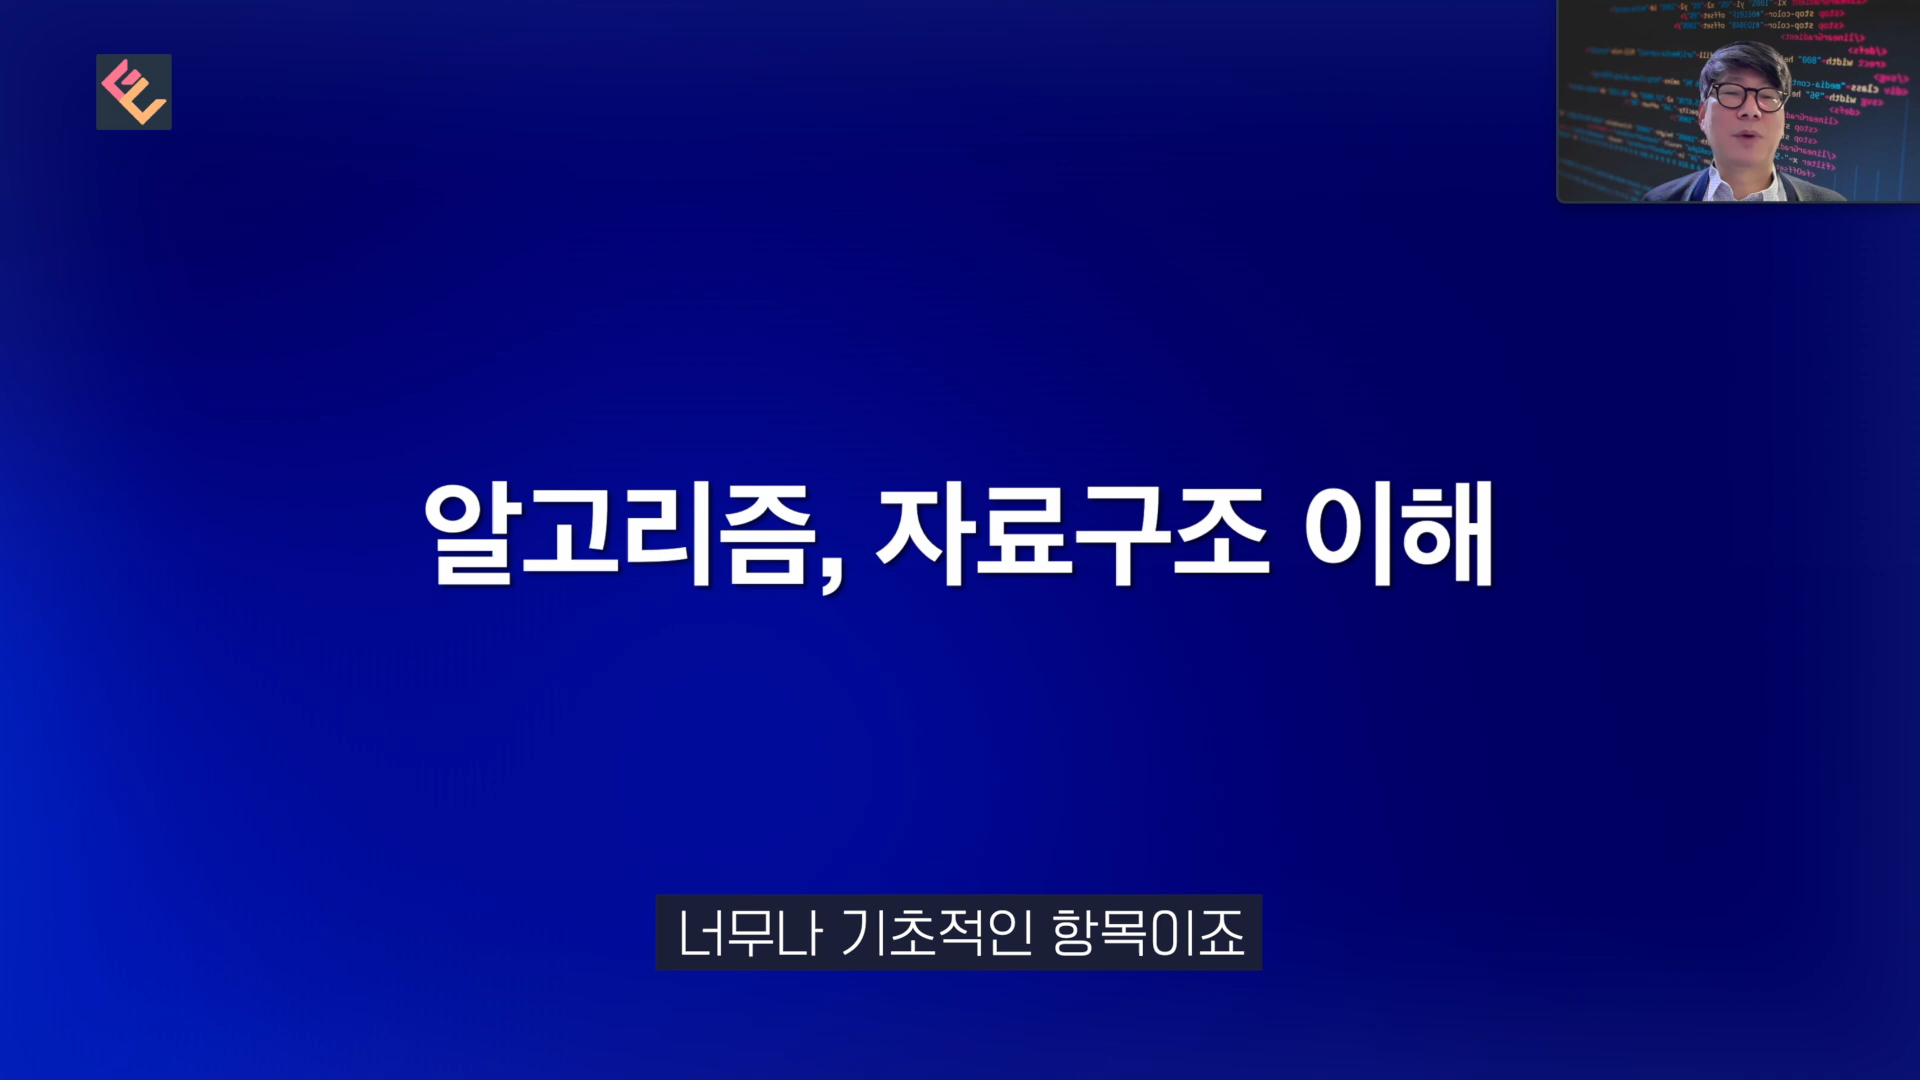 알고리즘, 자료구조 이해
너무나 기초적인 항목이죠